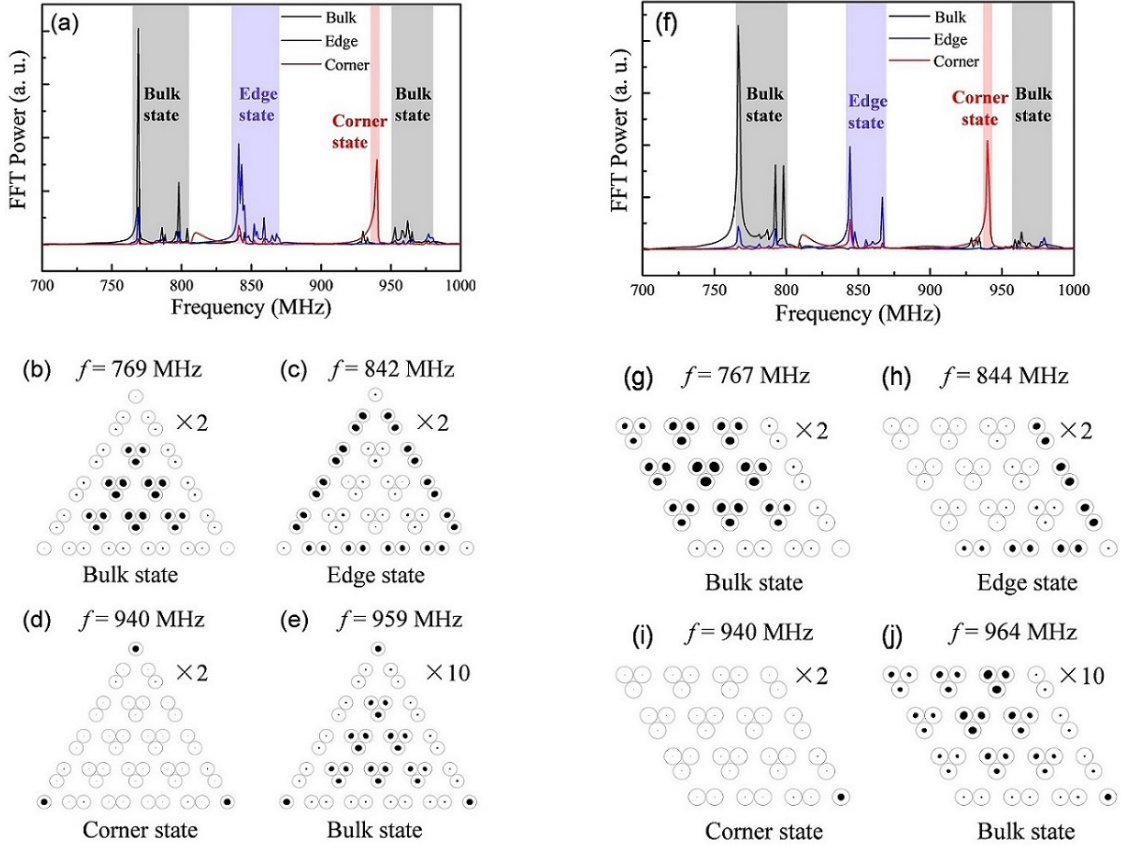 (a)
Bulk
Edge
Corner
Bulk
state
Edge
state
Corner
state
Bulk
state
FFT Power (a. u.)
700 750 800 850 900 950 1000
Frequency (MHz)
(f)
Bulk
Edge
Corner
Bulk
state
Edge
state
Corner
state
Bulk
state
FFT Power (a. u.)
700 750 800 850 900 950 1000
Frequency (MHz)
(b) f = 769 MHz
×2
Bulk state
(c) f = 842 MHz
×2
Edge state
(g) f = 767 MHz
×2
Bulk state
(h) f = 844 MHz
×2
Edge state
(d) f = 940 MHz
×2
Corner state
(e) f = 959 MHz
×10
Bulk state
(i) f = 940 MHz
×2
Corner state
(j) f = 964 MHz
×10
Bulk state